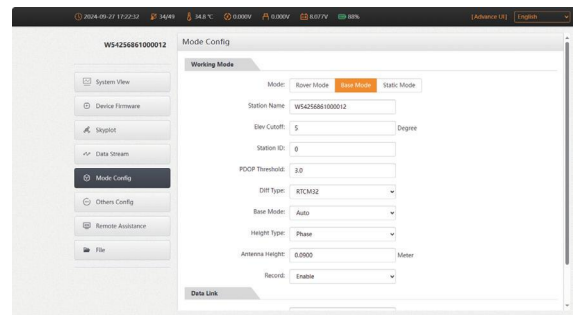 2024-09-27 17:22:32 34/49 34.8 ℃ 0.000V 0.000V 8.077V 88% [Advance UI] English
W54256861000012 Mode Config
Working Mode
Mode: Rover Mode Base Mode Static Mode
System View
Station Name W54256861000012
Device Firmware
Elev Cutoff: 5 Degree
Skyplot
Station ID: 0
Data Stream
PDOP Threshold: 3.0
Mode Config
Diff Type: RTCM32
Others Config
Base Mode: Auto
Remote Assistance
Height Type: Phase
File
Antenna Height: 0.0900 Meter
Record: Enable
Data Link